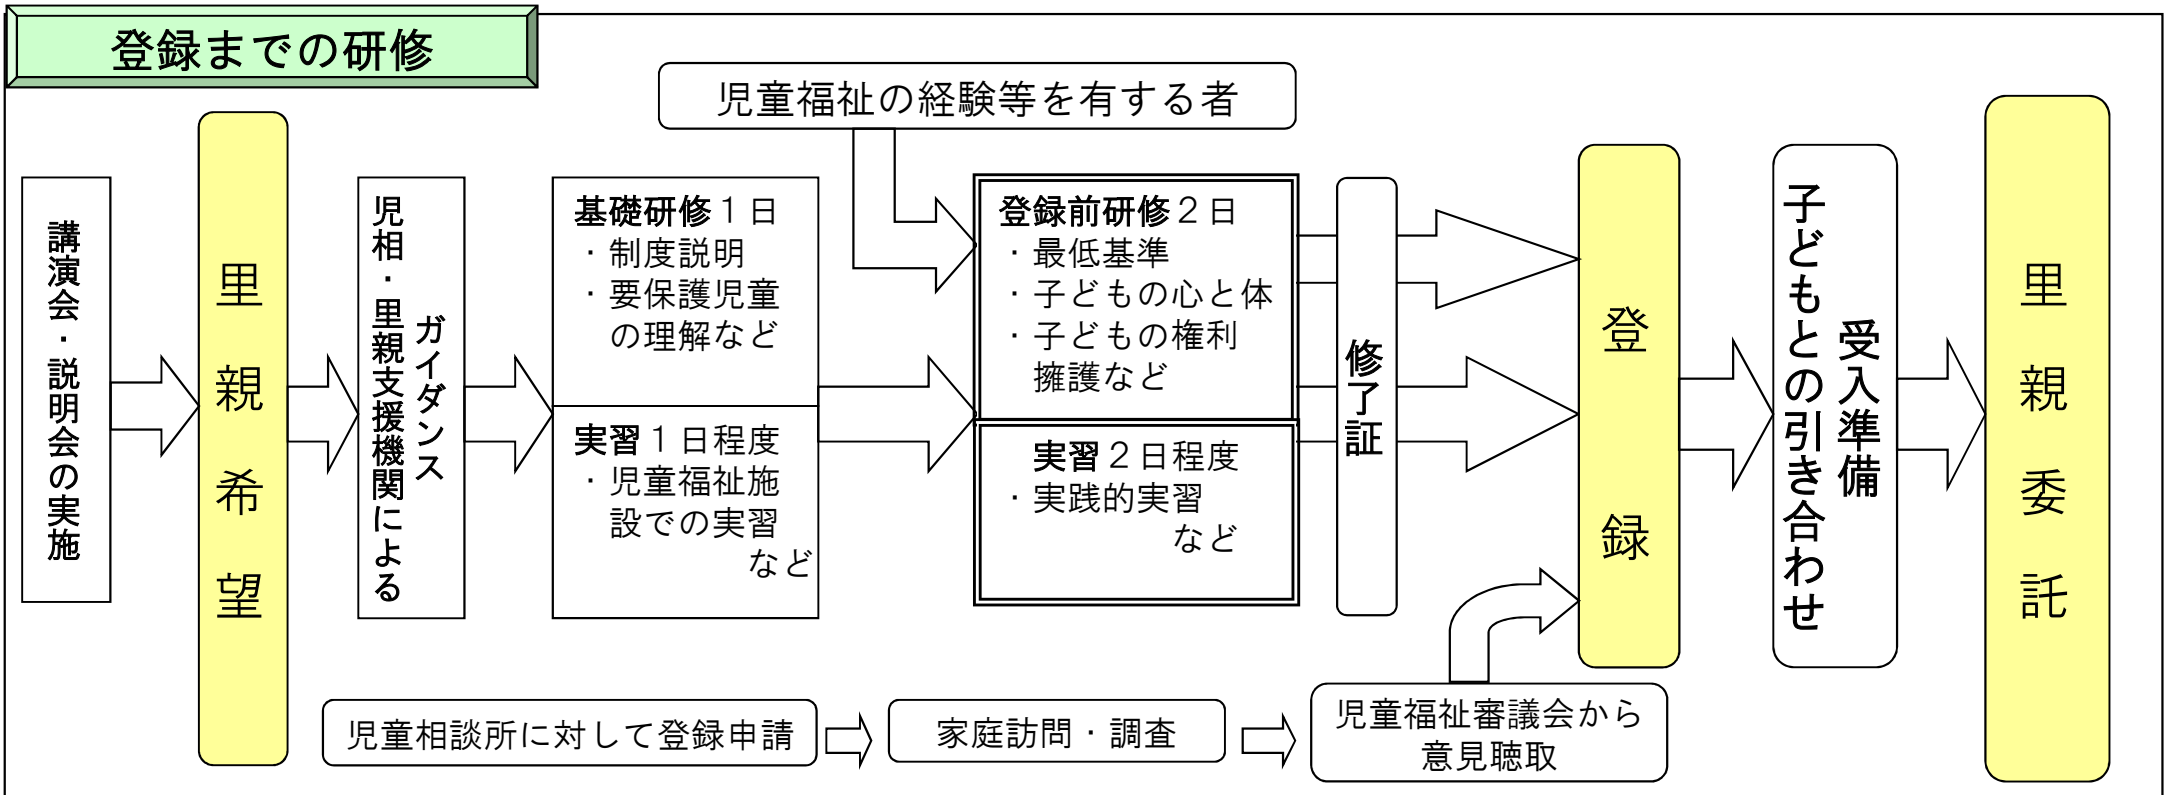 登録までの研修
児童福祉の経験等を有する者
講演会・説明会の実施
里親希望
児相・里親支援機関による
ガイダンス
基礎研修１日
・制度説明
・要保護児童
の理解など
実習１日程度
・児童福祉施
設での実習
など
登録前研修２日
・最低基準
・子どもの心と体
・子どもの権利
擁護など
実習２日程度
・実践的実習
など
修了証
登録
子どもとの引き合わせ
受入準備
里親委託
児童相談所に対して登録申請
家庭訪問・調査
児童福祉審議会から
意見聴取